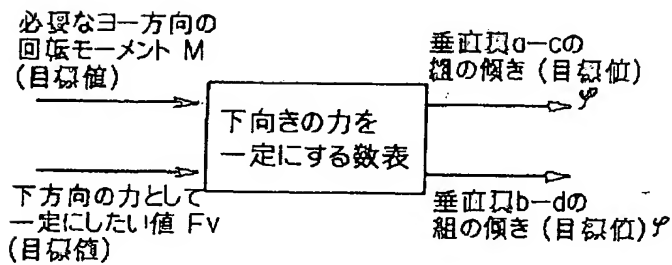 必要なヨー方向の
回転モーメント M
(目標値)
下方向の力として
一定にしたい値 Fv
(目標値)
下向きの力を
一定にする数表
垂直翼a−cの
組の傾き (目標値)
φ
垂直翼b−dの
組の傾き (目標値) φ